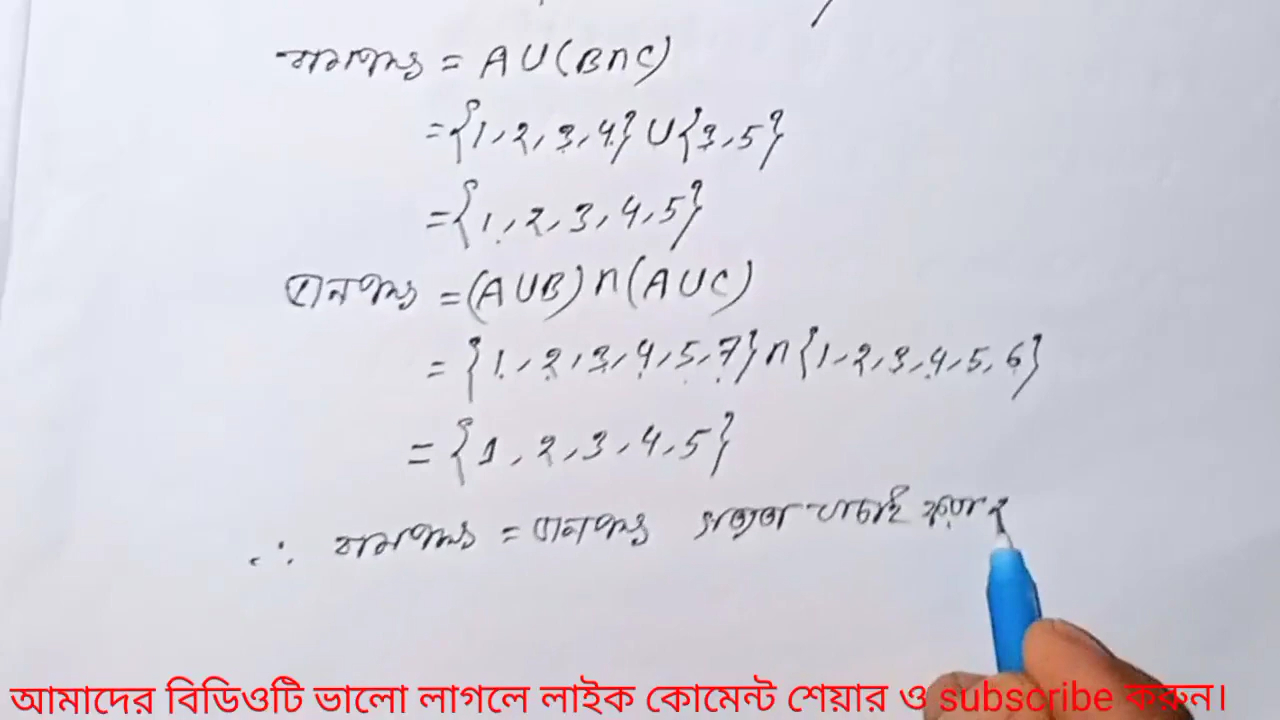 বামপক্ষ = A∪(B∩C)
= {1, 2, 3, 4} ∪ {3, 5}
= {1, 2, 3, 4, 5}
ডানপক্ষ = (A∪B)∩(A∪C)
= {1, 2, 3, 4, 5, 7} ∩ {1, 2, 3, 4, 5, 6}
= {1, 2, 3, 4, 5}
∴ বামপক্ষ = ডানপক্ষ সত্যতা যাচাই করা হ
আমাদের বিডিওটি ভালো লাগলে লাইক কোমেন্ট শেয়ার ও subscribe করুন।